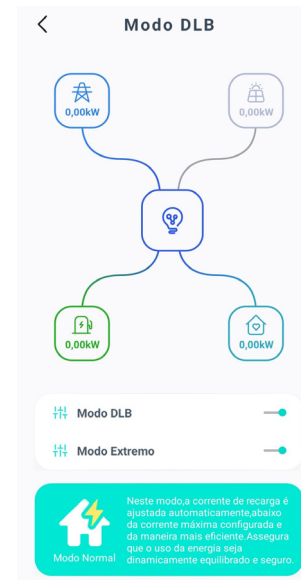 Modo DLB
0,00kW
0,00kW
0,00kW
0,00kW
Modo DLB
Modo Extremo
Neste modo,a corrente de recarga é
ajustada automaticamente,abaixo
da corrente máxima configurada e
da maneira mais eficiente.Assegura
que o uso da energia seja
dinamicamente equilibrado e seguro.
Modo Normal